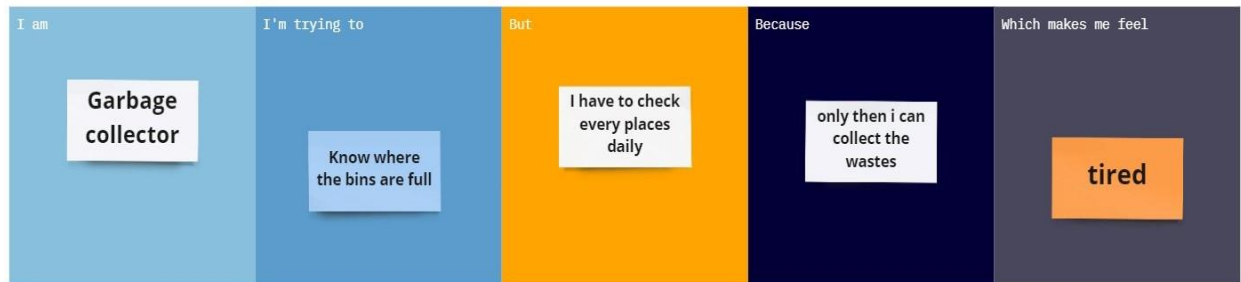 I am
Garbage
collector
I'm trying to
Know where
the bins are full
But
I have to check
every places
daily
Because
only then i can
collect the
wastes
Which makes me feel
tired